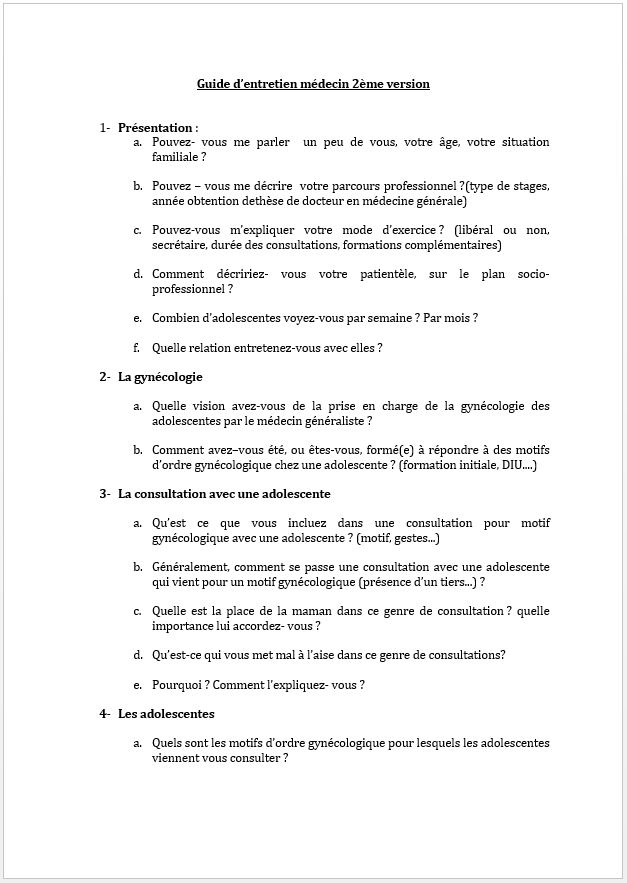 Guide d'entretien médecin 2ème version
1- Présentation :
a. Pouvez- vous me parler un peu de vous, votre âge, votre situation
familiale ?
b. Pouvez – vous me décrire votre parcours professionnel ?(type de stages,
année obtention dethèse de docteur en médecine générale)
c. Pouvez-vous m'expliquer votre mode d'exercice ? (libéral ou non,
secrétaire, durée des consultations, formations complémentaires)
d. Comment décririez- vous votre patientèle, sur le plan socio-
professionnel ?
e. Combien d'adolescentes voyez-vous par semaine ? Par mois ?
f. Quelle relation entretenez-vous avec elles ?
2- La gynécologie
a. Quelle vision avez-vous de la prise en charge de la gynécologie des
adolescentes par le médecin généraliste ?
b. Comment avez–vous été, ou êtes-vous, formé(e) à répondre à des motifs
d'ordre gynécologique chez une adolescente ? (formation initiale, DIU....)
3- La consultation avec une adolescente
a. Qu'est ce que vous incluez dans une consultation pour motif
gynécologique avec une adolescente ? (motif, gestes...)
b. Généralement, comment se passe une consultation avec une adolescente
qui vient pour un motif gynécologique (présence d'un tiers...) ?
c. Quelle est la place de la maman dans ce genre de consultation ? quelle
importance lui accordez- vous ?
d. Qu'est-ce qui vous met mal à l'aise dans ce genre de consultations?
e. Pourquoi ? Comment l'expliquez- vous ?
4- Les adolescentes
a. Quels sont les motifs d'ordre gynécologique pour lesquels les adolescentes
viennent vous consulter ?